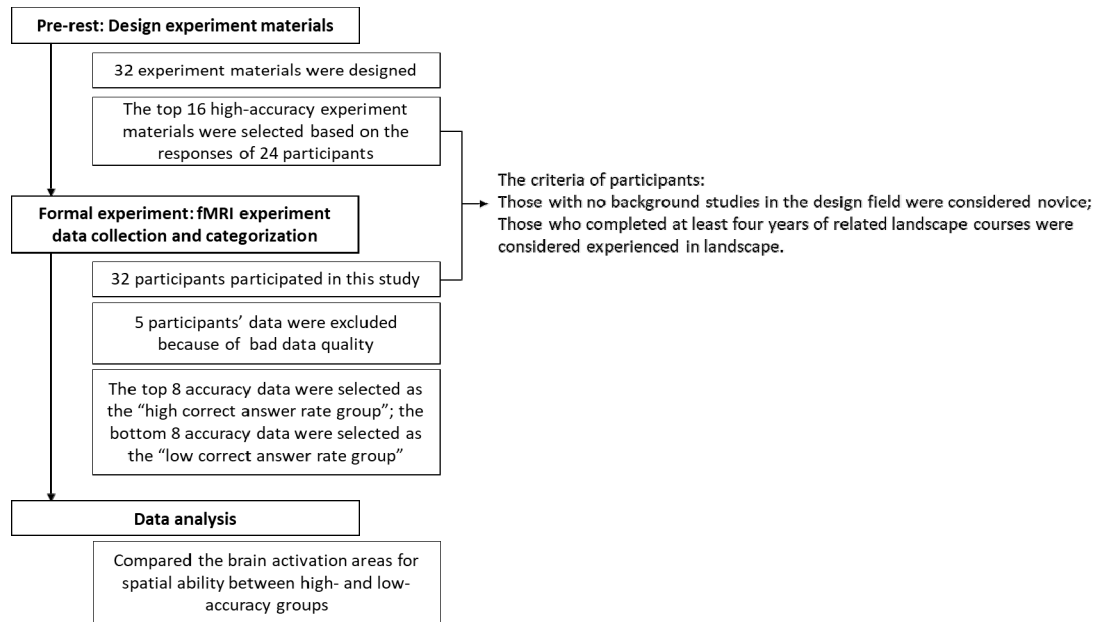 Pre-rest: Design experiment materials
32 experiment materials were designed
The top 16 high-accuracy experiment
materials were selected based on the
responses of 24 participants
The criteria of participants:
Those with no background studies in the design field were considered novice;
Those who completed at least four years of related landscape courses were
considered experienced in landscape.
Formal experiment: fMRI experiment
data collection and categorization
32 participants participated in this study
5 participants’ data were excluded
because of bad data quality
The top 8 accuracy data were selected as
the “high correct answer rate group”; the
bottom 8 accuracy data were selected as
the “low correct answer rate group”
Data analysis
Compared the brain activation areas for
spatial ability between high- and low-
accuracy groups